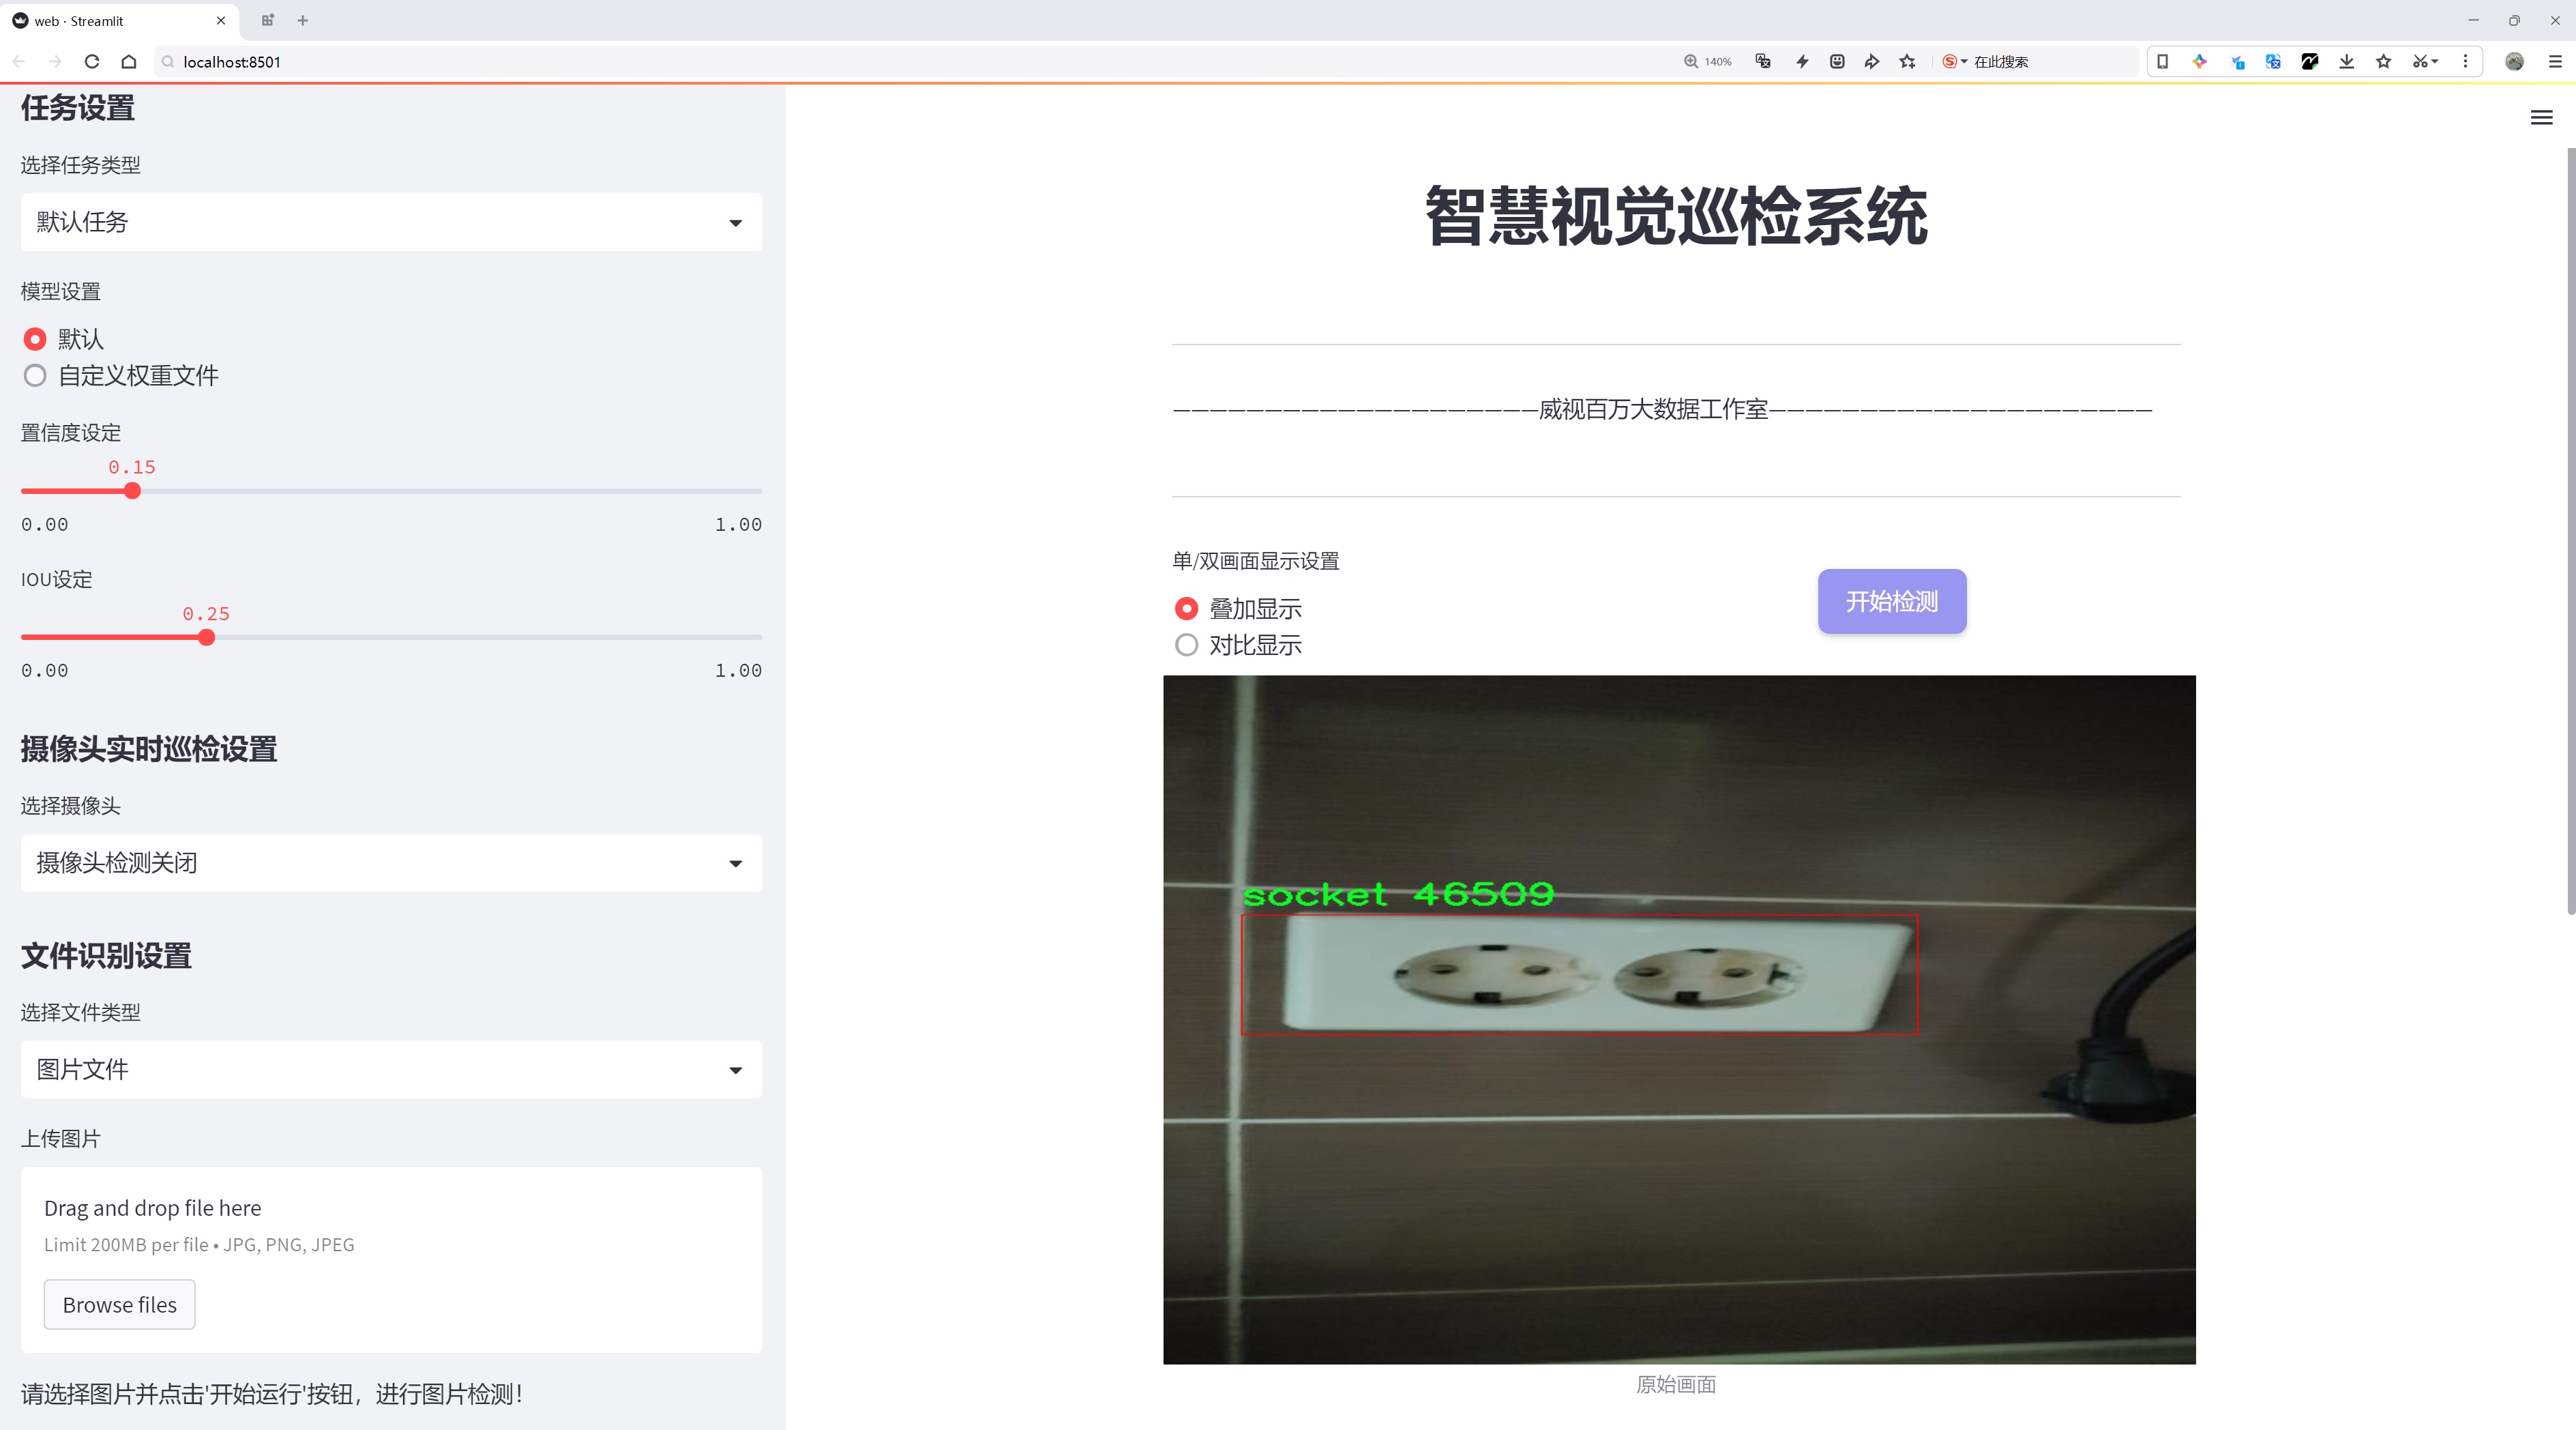 web · Streamlit
localhost:8501
140%
在此搜索
任务设置
选择任务类型
默认任务
模型设置
默认
自定义权重文件
置信度设定
0.15
0.00 1.00
IOU设定
0.25
0.00 1.00
摄像头实时巡检设置
选择摄像头
摄像头检测关闭
文件识别设置
选择文件类型
图片文件
上传图片
Drag and drop file here
Limit 200MB per file • JPG, PNG, JPEG
Browse files
请选择图片并点击'开始运行'按钮，进行图片检测！
智慧视觉巡检系统
————————————————————威视百万大数据工作室—————————————————————
单/双画面显示设置
叠加显示
对比显示
开始检测
socket 46509
原始画面